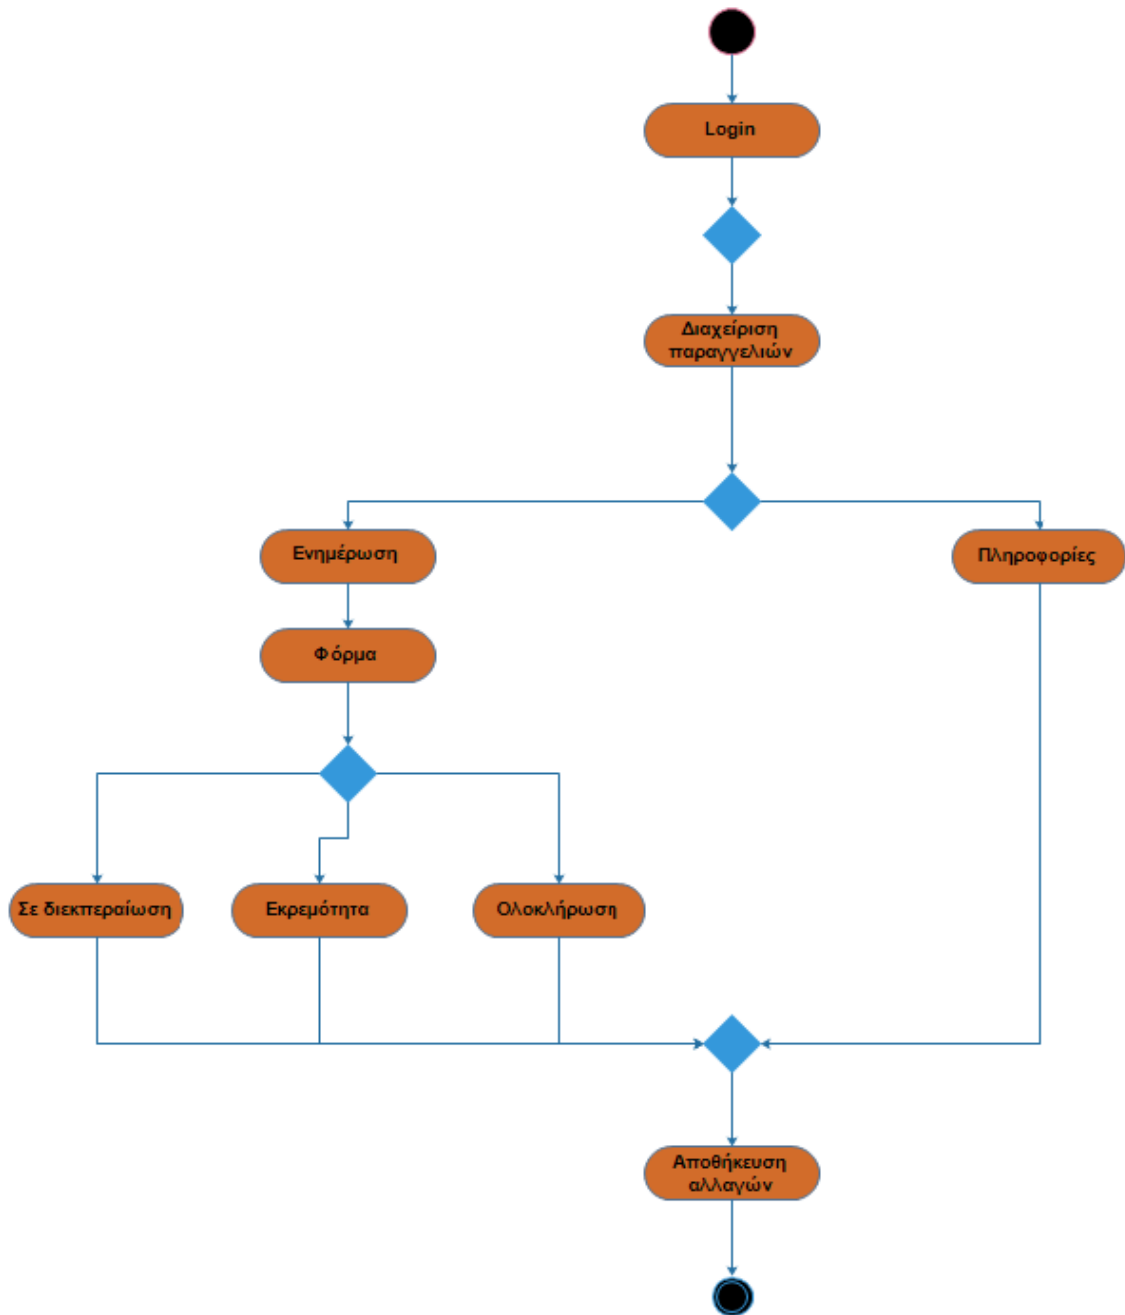 Login
Διαχείριση
παραγγελιών
Ενημέρωση
Πληροφορίες
Φόρμα
Σε διεκπεραίωση
Εκρεμότητα
Ολοκλήρωση
Αποθήκευση
αλλαγών